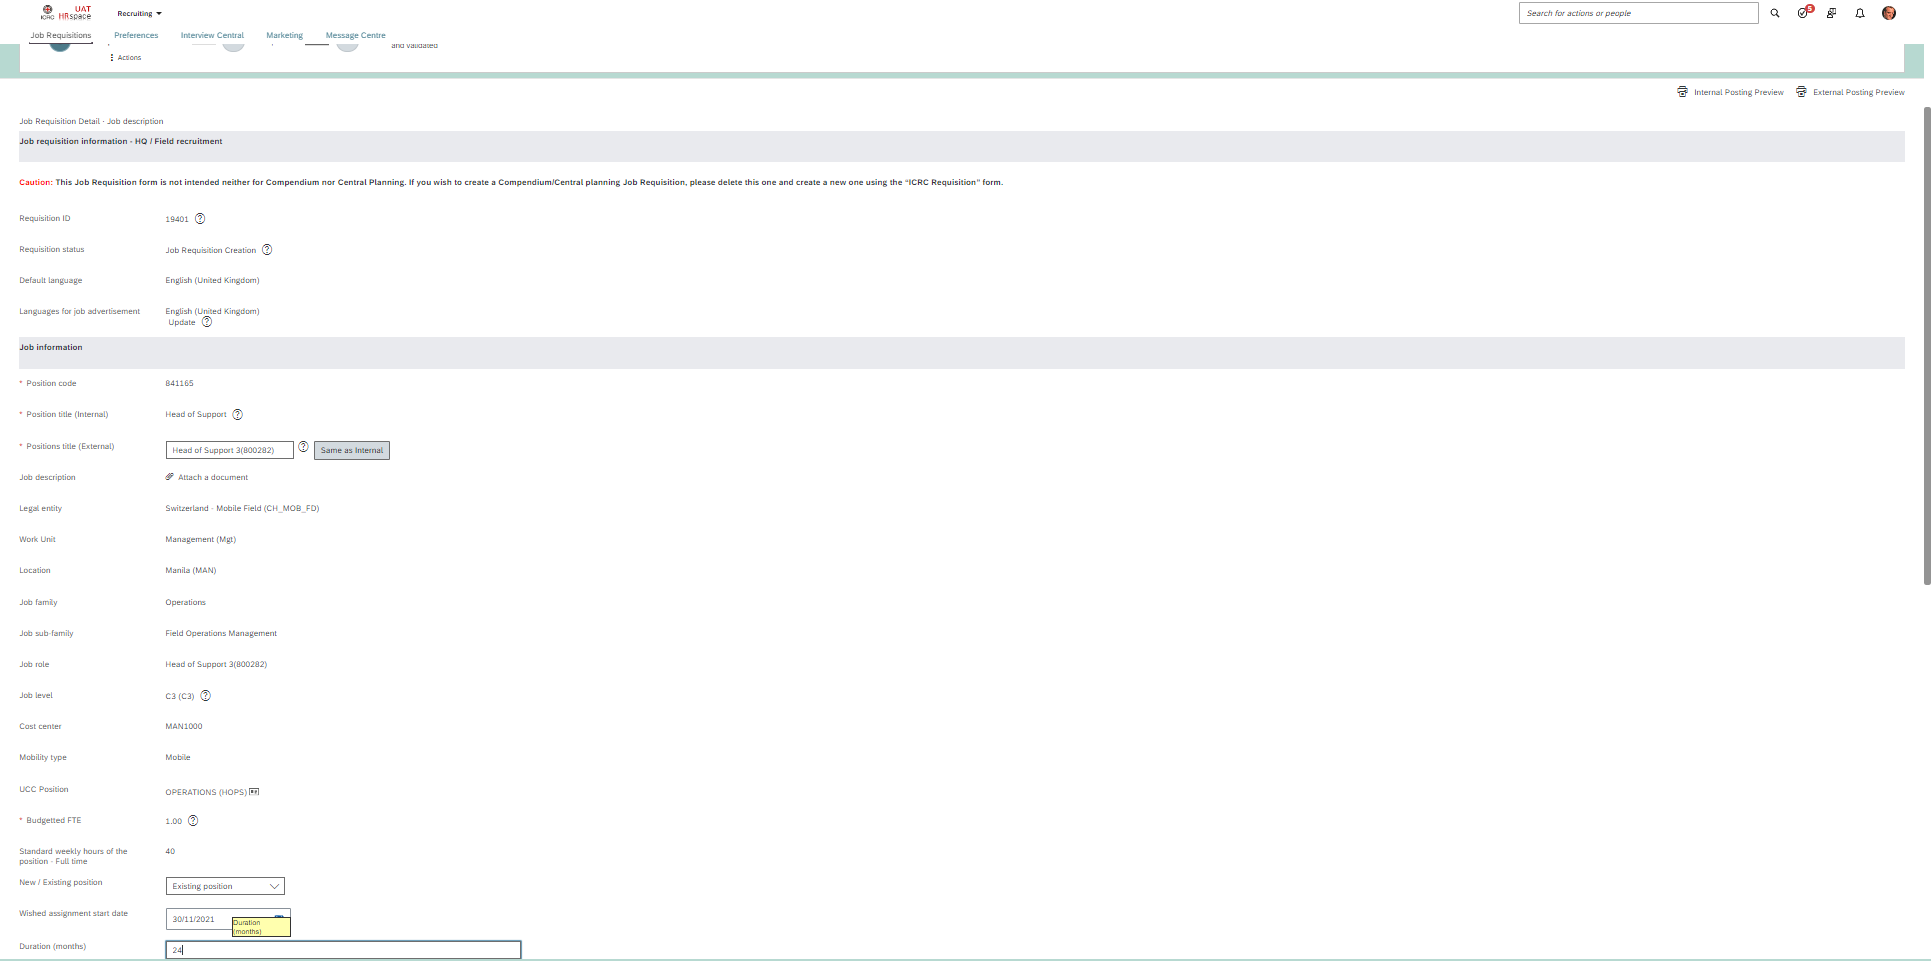 UAT
ICRC HRspace
Recruiting
Search for actions or people
5
Job Requisitions
Preferences
Interview Central
Marketing
Message Centre
and validated
Actions
Internal Posting Preview
External Posting Preview
Job Requisition Detail - Job description
Job requisition information - HQ / Field recruitment
Caution: This Job Requisition form is not intended neither for Compendium nor Central Planning. If you wish to create a Compendium/Central planning Job Requisition, please delete this one and create a new one using the "ICRC Requisition" form.
Requisition ID 19401 ?
Requisition status Job Requisition Creation ?
Default language English (United Kingdom)
Languages for job advertisement English (United Kingdom)
Update ?
Job information
* Position code 841165
* Position title (Internal) Head of Support ?
* Positions title (External) Head of Support 3(800282) ? Same as Internal
Job description Attach a document
Legal entity Switzerland - Mobile Field (CH_MOB_FD)
Work Unit Management (Mgt)
Location Manila (MAN)
Job family Operations
Job sub-family Field Operations Management
Job role Head of Support 3(800282)
Job level C3 (C3) ?
Cost center MAN1000
Mobility type Mobile
UCC Position OPERATIONS (HOPS)
* Budgetted FTE 1.00 ?
Standard weekly hours of the 40
position - Full time
New / Existing position Existing position
Wished assignment start date 30/11/2021
Duration
(months)
Duration (months) 24